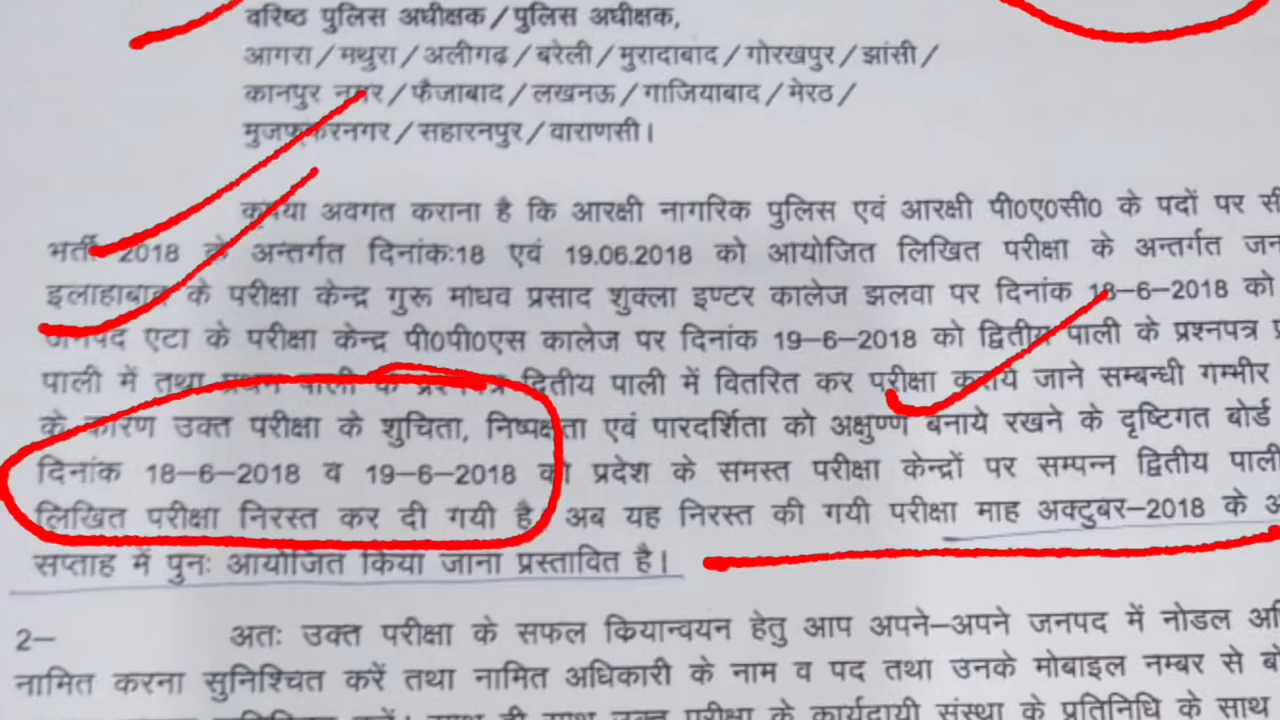 वरिष्ठ पुलिस अधीक्षक/पुलिस अधीक्षक,
आगरा/मथुरा/अलीगढ़/बरेली/मुरादाबाद/गोरखपुर/झांसी/
कानपुर नगर/फैजाबाद/लखनऊ/गाजियाबाद/मेरठ/
मुजफ्फरनगर/सहारनपुर/वाराणसी।
कृपया अवगत कराना है कि आरक्षी नागरिक पुलिस एवं आरक्षी पी0ए0सी0 के पदों पर
भर्ती 2018 के अन्तर्गत दिनांक:18 एवं 19.06.2018 को आयोजित लिखित परीक्षा के अन्तर्गत
इलाहाबाद के परीक्षा केन्द्र गुरू माधव प्रसाद शुक्ला इण्टर कालेज झलवा पर दिनांक 18-6-2018 को
जनपद एटा के परीक्षा केन्द्र पी0पी0एस कालेज पर दिनांक 19-6-2018 को द्वितीय पाली के प्रश्नपत्र
पाली में तथा प्रथम पाली के प्रश्नपत्र द्वितीय पाली में वितरित कर परीक्षा कराये जाने सम्बन्धी गम्भीर
के कारण उक्त परीक्षा के शुचिता, निष्पक्षता एवं पारदर्शिता को अक्षुण्ण बनाये रखने के दृष्टिगत बोर्ड
दिनांक 18-6-2018 व 19-6-2018 को प्रदेश के समस्त परीक्षा केन्द्रों पर सम्पन्न द्वितीय पाली
लिखित परीक्षा निरस्त कर दी गयी है। अब यह निरस्त की गयी परीक्षा माह अक्टुबर-2018 के
सप्ताह में पुनः आयोजित किया जाना प्रस्तावित है।
2- अतः उक्त परीक्षा के सफल कियान्वयन हेतु आप अपने-अपने जनपद में नोडल
नामित करना सुनिश्चित करें तथा नामित अधिकारी के नाम व पद तथा उनके मोबाइल नम्बर से
उक्त परीक्षा के कार्यदायी संस्था के प्रतिनिधि के साथ